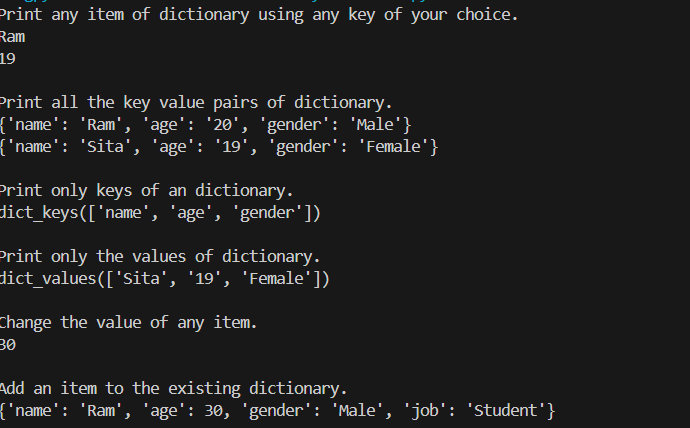 Print any item of dictionary using any key of your choice.
Ram
19
Print all the key value pairs of dictionary.
{'name': 'Ram', 'age': '20', 'gender': 'Male'}
{'name': 'Sita', 'age': '19', 'gender': 'Female'}
Print only keys of an dictionary.
dict_keys(['name', 'age', 'gender'])
Print only the values of dictionary.
dict_values(['Sita', '19', 'Female'])
Change the value of any item.
30
Add an item to the existing dictionary.
{'name': 'Ram', 'age': 30, 'gender': 'Male', 'job': 'Student'}